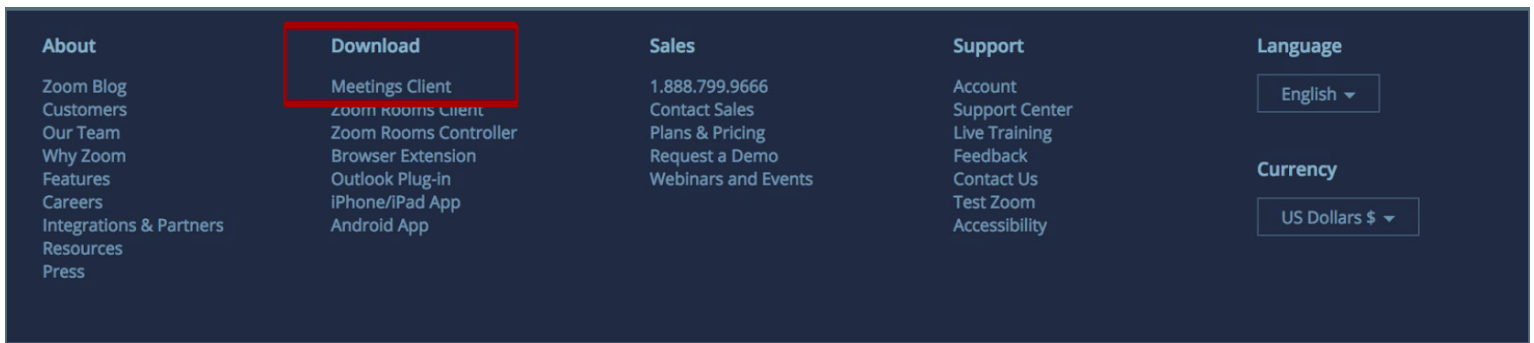 About
Zoom Blog
Customers
Our Team
Why Zoom
Features
Careers
Integrations & Partners
Resources
Press
Download
Meetings Client
Zoom Rooms Client
Zoom Rooms Controller
Browser Extension
Outlook Plug-in
iPhone/iPad App
Android App
Sales
1.888.799.9666
Contact Sales
Plans & Pricing
Request a Demo
Webinars and Events
Support
Account
Support Center
Live Training
Feedback
Contact Us
Test Zoom
Accessibility
Language
English
Currency
US Dollars $